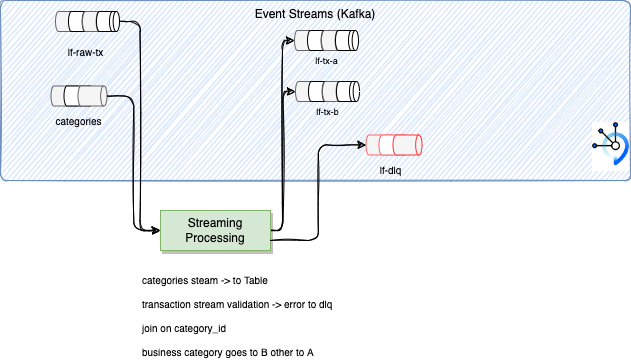 Event Streams (Kafka)
lf-raw-tx
lf-tx-a
lf-tx-b
categories
lf-dlq
Streaming
Processing
categories steam -> to Table
transaction stream validation -> error to dlq
join on category_id
business category goes to B other to A